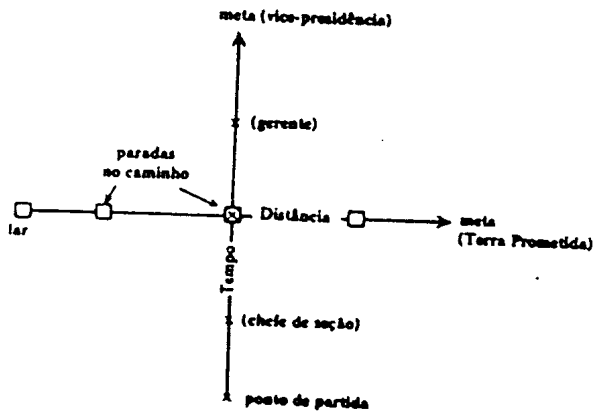 meta (vice-presidência)
(gerente)
paradas
no caminho
lar
Distância
meta
(Terra Prometida)
Tempo
(chefe de seção)
ponto de partida